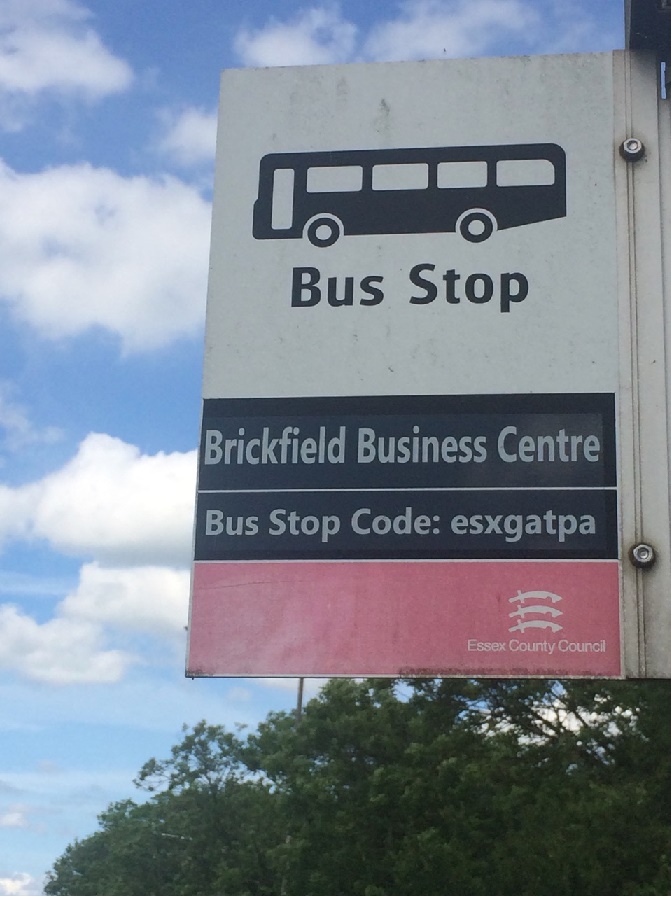 Bus Stop
Brickfield Business Centre
Bus Stop Code: esxgatpa
Essex County Council